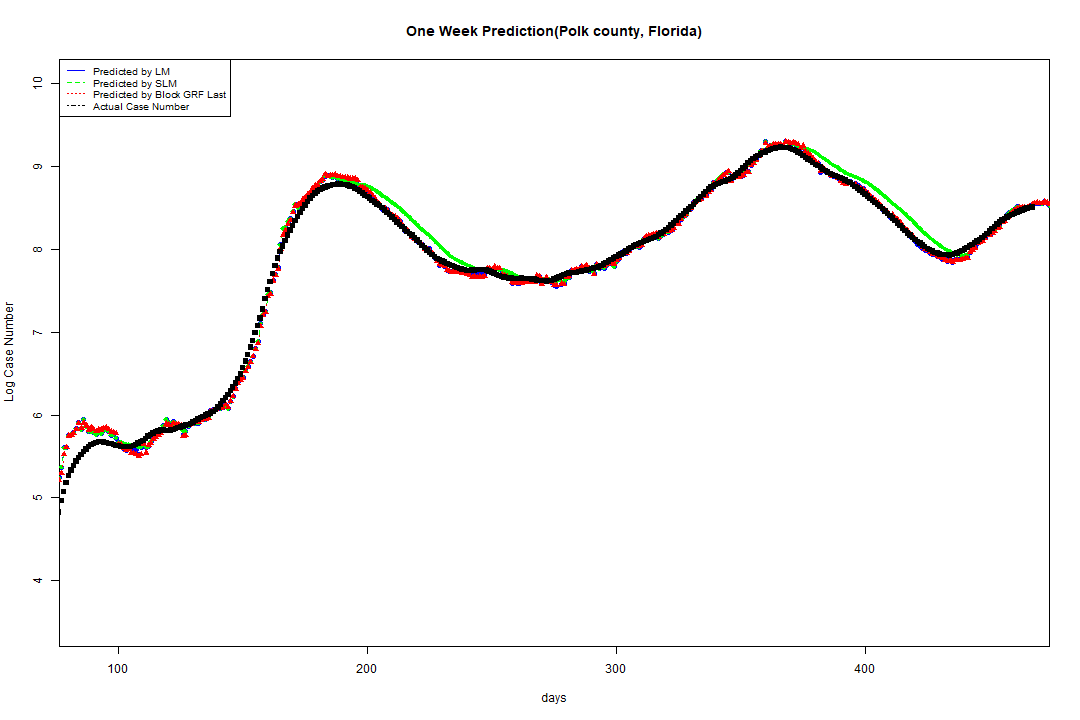 One Week Prediction(Polk county, Florida)
Predicted by LM
Predicted by SLM
Predicted by Block GRF Last
Actual Case Number
10
9
8
7
6
5
4
Log Case Number
100 200 300 400
days